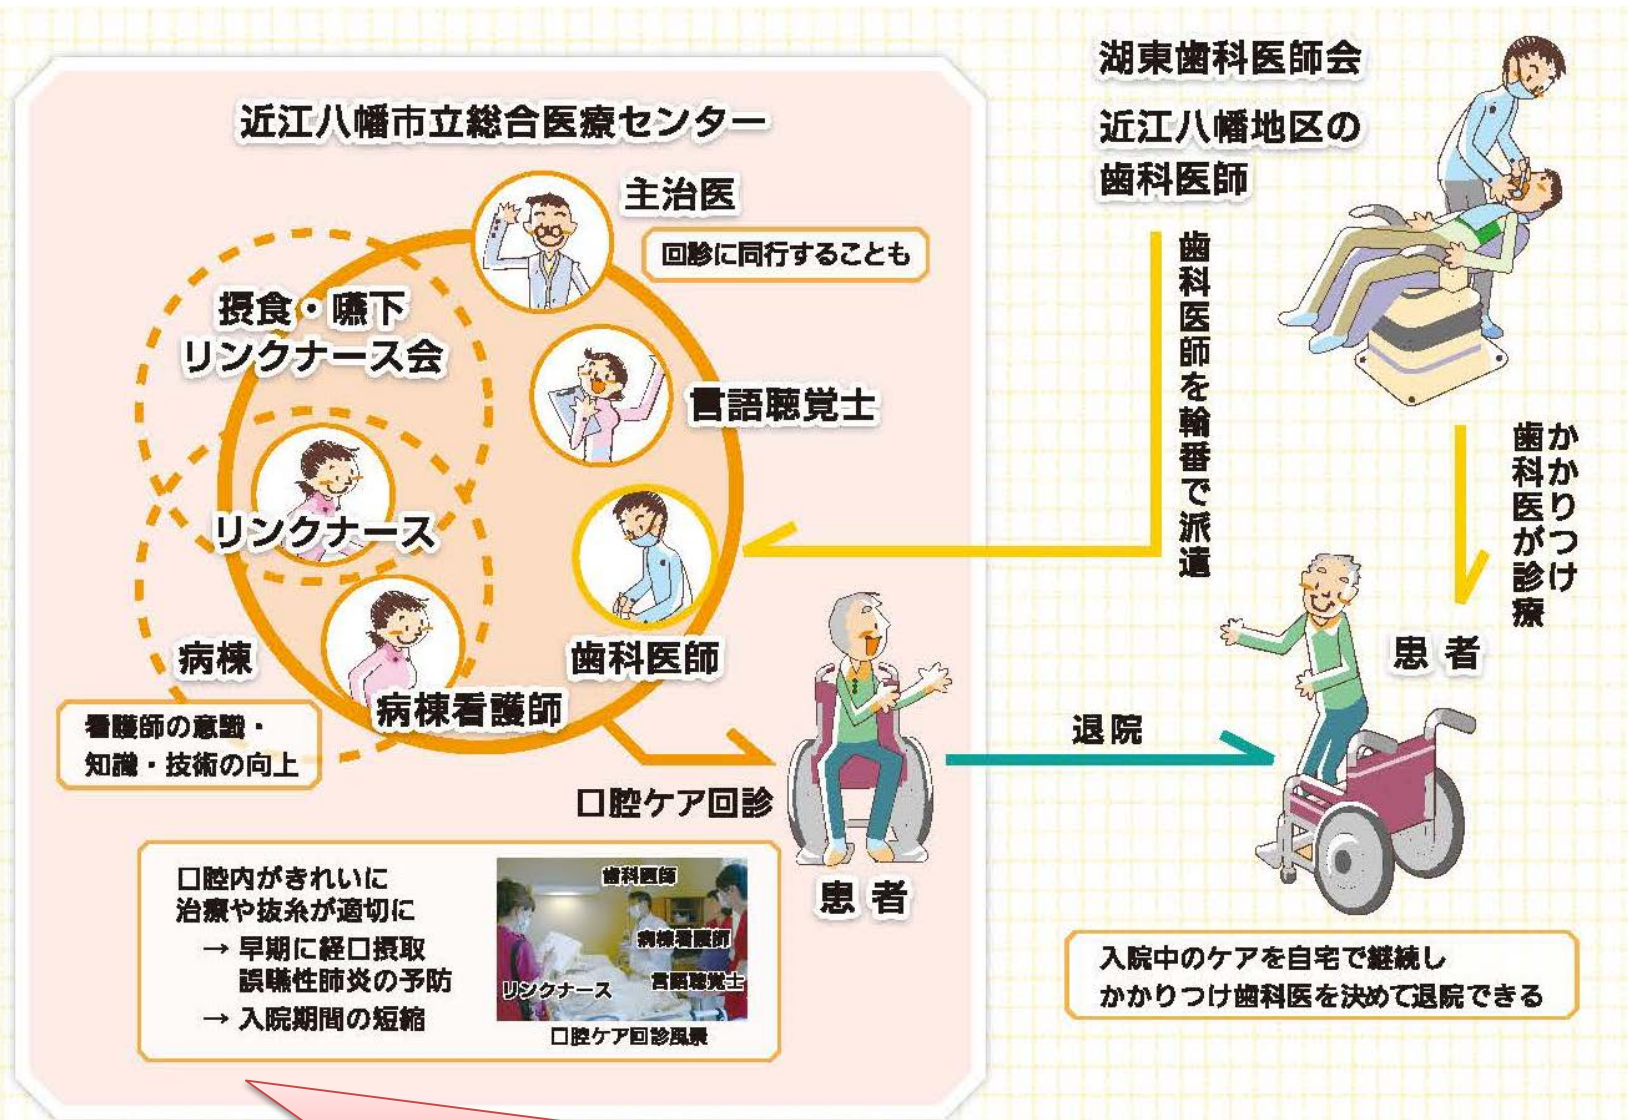 近江八幡市立総合医療センター
主治医
回診に同行することも
摂食・嚥下
リンクナース会
言語聴覚士
リンクナース
歯科医師
病棟
病棟看護師
看護師の意識・
知識・技術の向上
口腔ケア回診
患者
口腔内がきれいに
治療や抜糸が適切に
→ 早期に経口摂取
誤嚥性肺炎の予防
→ 入院期間の短縮
歯科医師
病棟看護師
言語聴覚士
リンクナース
口腔ケア回診風景
湖東歯科医師会
近江八幡地区の
歯科医師
歯科医師を輪番で派遣
かかりつけ
歯科医が診療
患者
退院
入院中のケアを自宅で継続し
かかりつけ歯科医を決めて退院できる